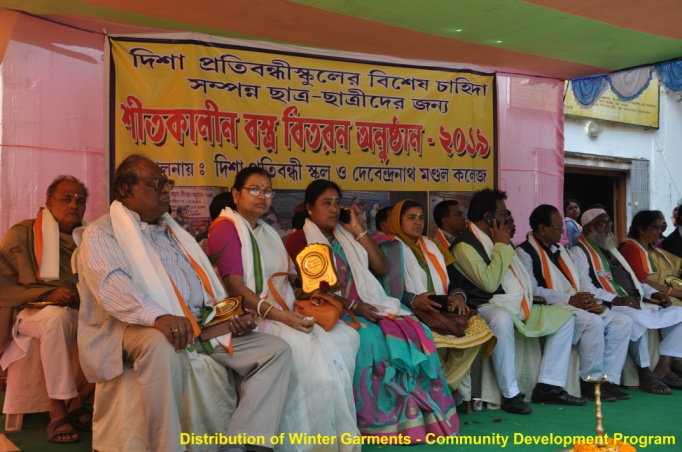 দিশা প্রতিবন্ধীস্কুলের বিশেষ চাহিদা
সম্পন্ন ছাত্র-ছাত্রীদের জন্য
শীতকালীন বস্ত্র বিতরন অনুষ্ঠান - ২০১৯
দিশা প্রতিবন্ধী স্কুল ও দেবেন্দ্রনাথ মণ্ডল কলেজ
Distribution of Winter Garments - Community Development Program